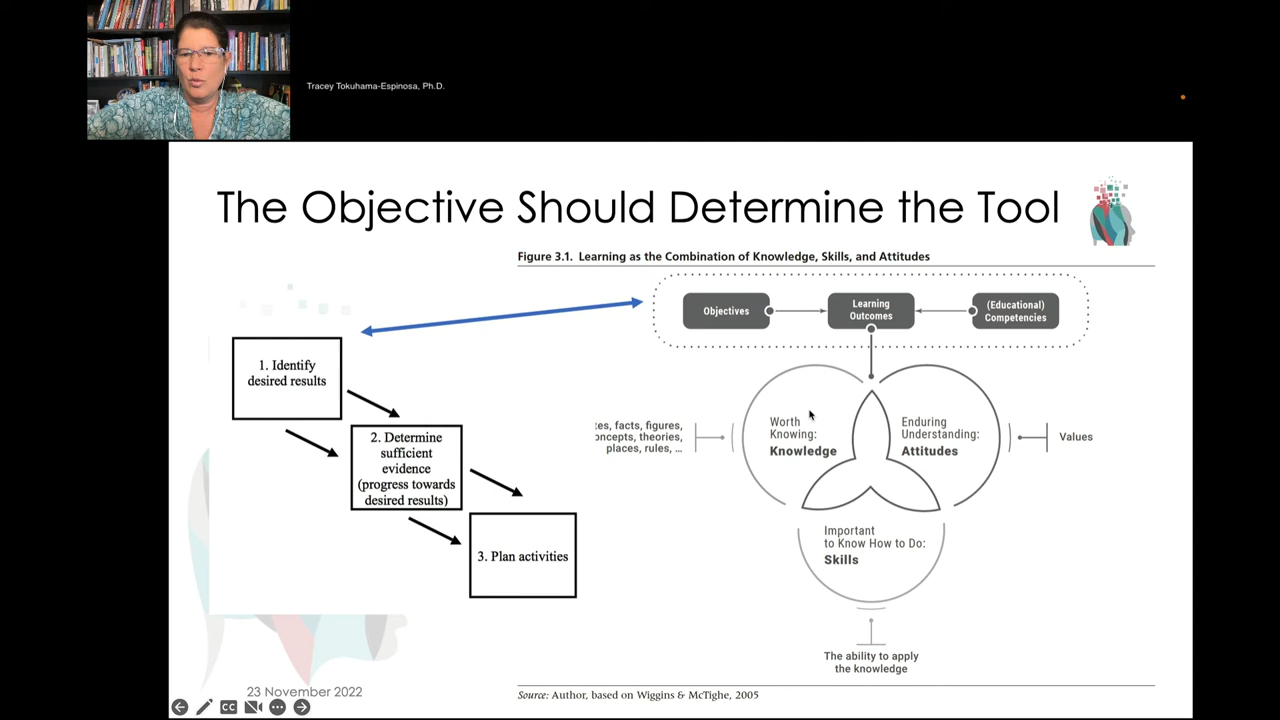 Tracey Tokuhama-Espinosa, Ph.D.
The Objective Should Determine the Tool
Figure 3.1. Learning as the Combination of Knowledge, Skills, and Attitudes
Objectives
Learning
Outcomes
(Educational)
Competencies
1. Identify
desired results
2. Determine
sufficient
evidence
(progress towards
desired results)
3. Plan activities
facts, figures,
theories,
places, rules, ...
Worth
Knowing:
Knowledge
Enduring
Understanding:
Attitudes
Values
Important
to Know How to Do:
Skills
The ability to apply
the knowledge
23 November 2022
Source: Author, based on Wiggins & McTighe, 2005
CC